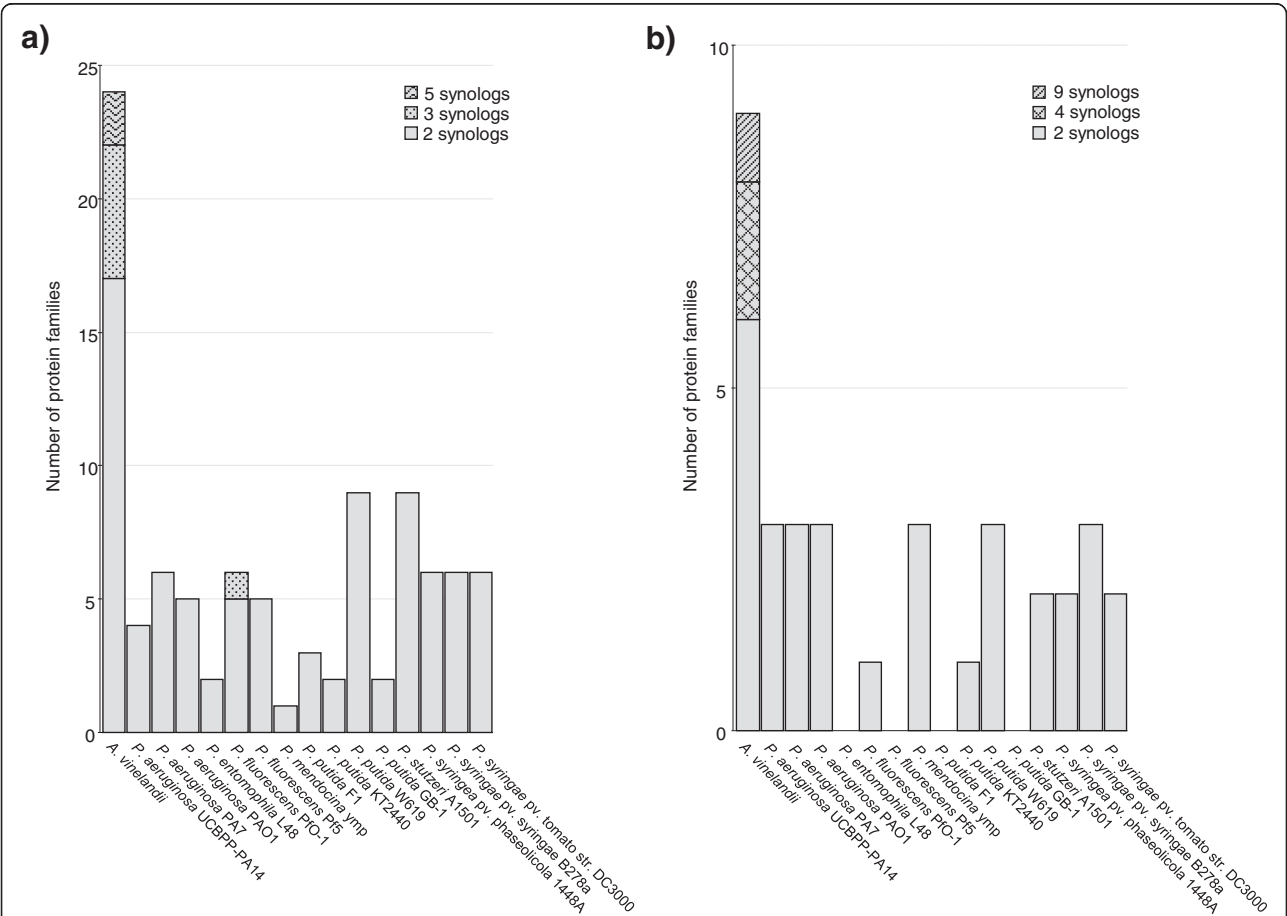 a)
25
20
15
10
5
0
Number of protein families
5 synologs
3 synologs
2 synologs
A. vinelandii
P. aeruginosa UCBPP-PA14
P. aeruginosa PA7
P. aeruginosa PAO1
P. entomophila L48
P. fluorescens PfO-1
P. fluorescens Pf5
P. mendocina ymp
P. putida F1
P. putida KT2440
P. putida W619
P. putida GB-1
P. stutzeri A1501
P. syringea pv. phaseolicola 1448A
P. syringae pv. syringae B278a
P. syringae pv. tomato str. DC3000
b)
10
5
0
Number of protein families
9 synologs
4 synologs
2 synologs
A. vinelandii
P. aeruginosa UCBPP-PA14
P. aeruginosa PA7
P. aeruginosa PAO1
P. entomophila L48
P. fluorescens PfO-1
P. fluorescens Pf5
P. mendocina ymp
P. putida F1
P. putida KT2440
P. putida W619
P. putida GB-1
P. stutzeri A1501
P. syringea pv. phaseolicola 1448A
P. syringae pv. syringae B278a
P. syringae pv. tomato str. DC3000